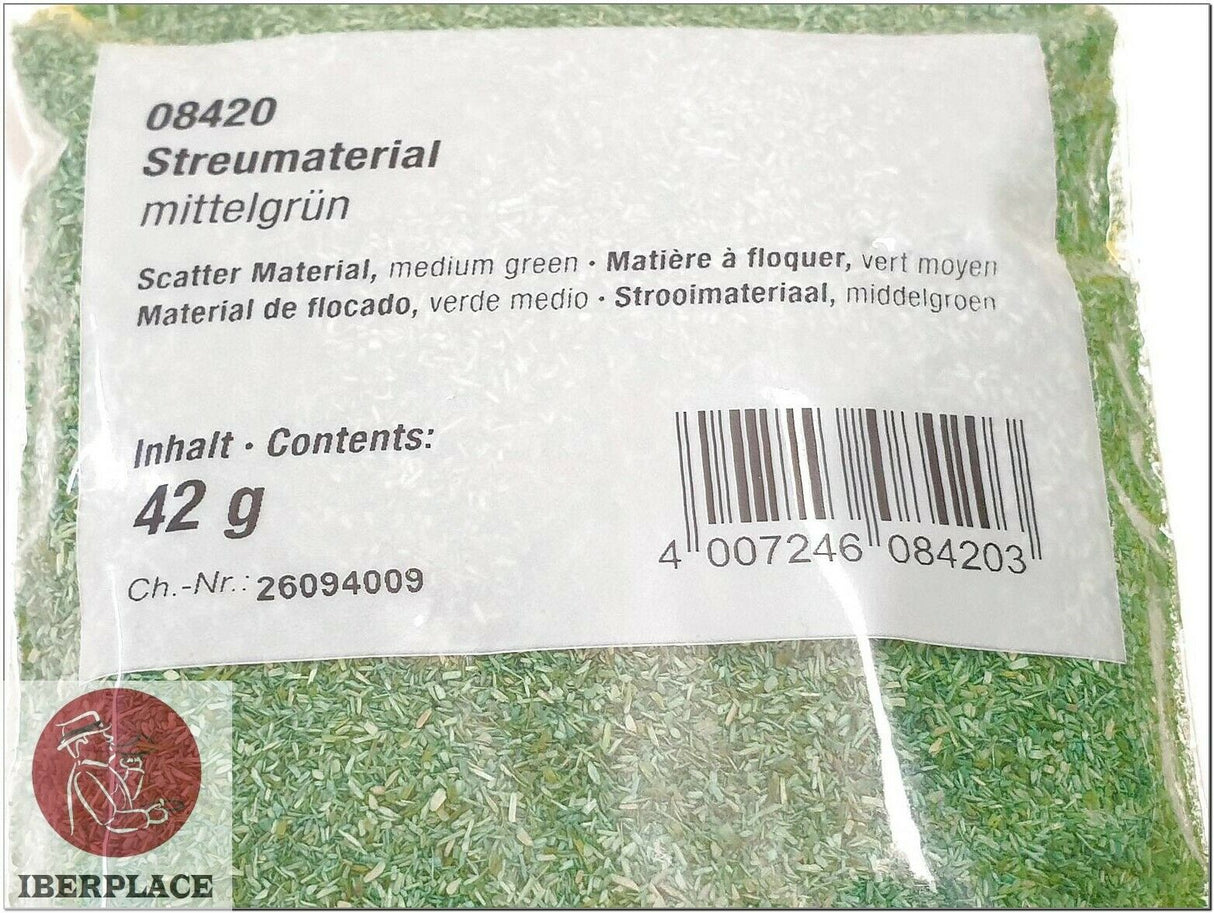 08420
Streumaterial
mittelgrün
Scatter Material, medium green · Matière à floquer, vert moyen
Material de flocado, verde medio · Strooimateriaal, middelgroen
Inhalt · Contents:
42 g
Ch.-Nr.: 26094009
4 007246 084203
IBERPLACE